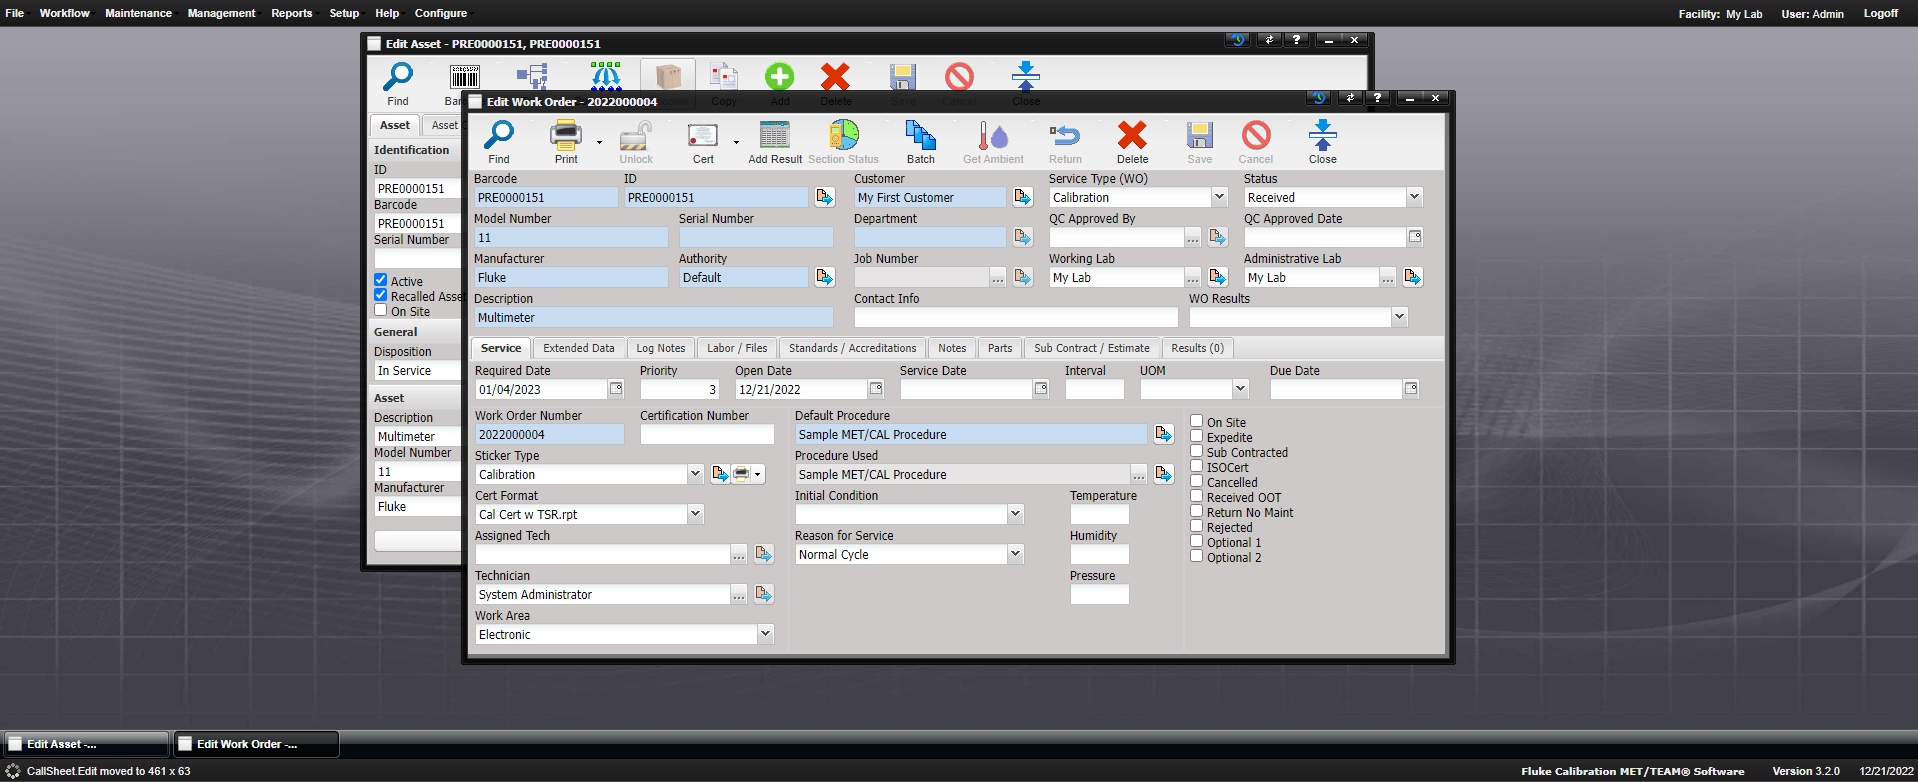 File Workflow Maintenance Management Reports Setup Help Configure Facility: My Lab User: Admin Logoff
Edit Asset - PRE0000151, PRE0000151
Find Copy Add Delete Save Cancel Close
Asset
Identification
ID
PRE0000151
Barcode
PRE0000151
Serial Number
Active
Recalled Asset
On Site
General
Disposition
In Service
Asset
Description
Multimeter
Model Number
11
Manufacturer
Fluke
Edit Work Order - 2022000004
Find Print Unlock Cert Add Result Section Status Batch Get Ambient Return Delete Save Cancel Close
Barcode ID Customer Service Type (WO) Status
PRE0000151 PRE0000151 My First Customer Calibration Received
Model Number Serial Number Department QC Approved By QC Approved Date
11
Manufacturer Authority Job Number Working Lab Administrative Lab
Fluke Default ... My Lab ... My Lab ...
Description Contact Info WO Results
Multimeter
Service Extended Data Log Notes Labor / Files Standards / Accreditations Notes Parts Sub Contract / Estimate Results (0)
Required Date Priority Open Date Service Date Interval UOM Due Date
01/04/2023 3 12/21/2022
Work Order Number Certification Number Default Procedure
2022000004 Sample MET/CAL Procedure
Sticker Type Procedure Used
Calibration Sample MET/CAL Procedure ...
Cert Format Initial Condition Temperature
Cal Cert w TSR.rpt
Assigned Tech Reason for Service Humidity
... Normal Cycle
Technician Pressure
System Administrator ...
Work Area
Electronic
On Site
Expedite
Sub Contracted
ISOCert
Cancelled
Received OOT
Return No Maint
Rejected
Optional 1
Optional 2
Edit Asset -... Edit Work Order -...
CallSheet.Edit moved to 461 x 63 Fluke Calibration MET/TEAM® Software Version 3.2.0 12/21/2022